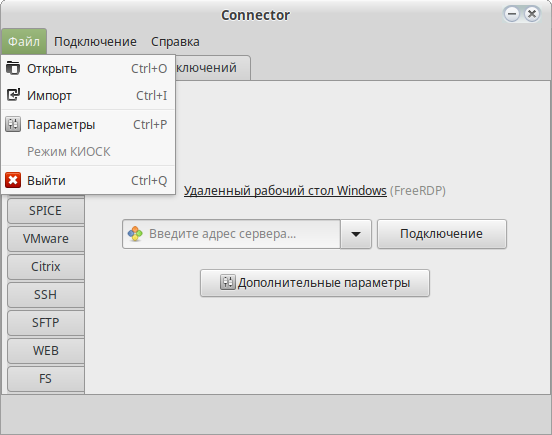 Connector
Файл Подключение Справка
Открыть Ctrl+O
ключений
Импорт Ctrl+I
Параметры Ctrl+P
Режим КИОСК
Выйти Ctrl+Q
Удаленный рабочий стол Windows (FreeRDP)
SPICE
Введите адрес сервера... Подключение
VMware
Citrix
Дополнительные параметры
SSH
SFTP
WEB
FS